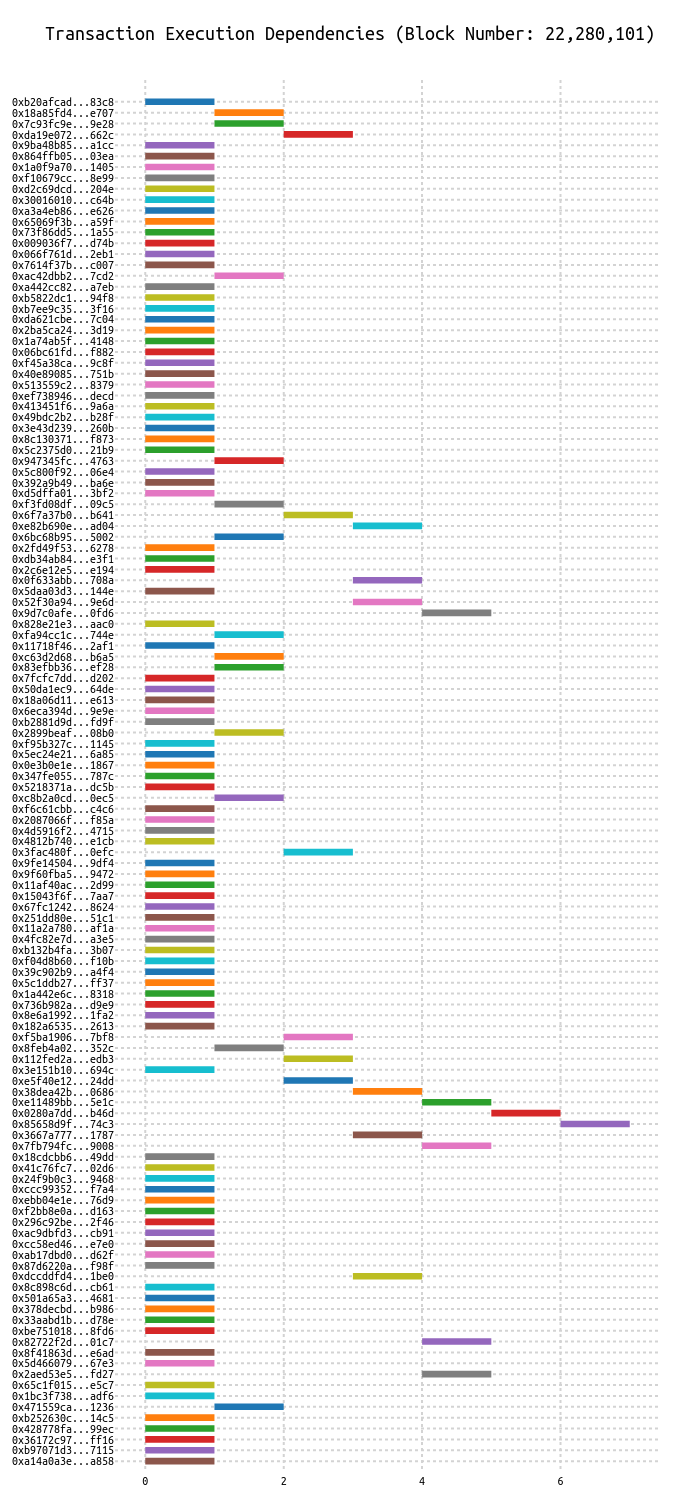 Transaction Execution Dependencies (Block Number: 22,280,101)
0xb20afcad...83c8
0x18a85fd4...e707
0x7c93fc9e...9e28
0xda19e072...662c
0x9ba48b85...a1cc
0x864ffb05...03ea
0x1a0f9a70...1405
0xf10679cc...8e99
0xd2c69dcd...204e
0x30016010...c64b
0xa3a4eb86...e626
0x65069f3b...a59f
0x73f86dd5...1a55
0x009036f7...d74b
0x066f761d...2eb1
0x7614f37b...c007
0xac42dbb2...7cd2
0xa442cc82...a7eb
0xb5822dc1...94f8
0xb7ee9c35...3f16
0xda621cbe...7c04
0x2ba5ca24...3d19
0x1a74ab5f...4148
0x06bc61fd...f882
0xf45a38ca...9c8f
0x40e89085...751b
0x513559c2...8379
0xef738946...decd
0x413451f6...9a6a
0x49bdc2b2...b28f
0x3e43d239...260b
0x8c130371...f873
0x5c2375d0...21b9
0x947345fc...4763
0x5c800f92...06e4
0x392a9b49...ba6e
0xd5dffa01...3bf2
0xf3fd08df...09c5
0x6f7a37b0...b641
0xe82b690e...ad04
0x6bc68b95...5002
0x2fd49f53...6278
0xdb34ab84...e3f1
0x2c6e12e5...e194
0x0f633abb...708a
0x5daa03d3...144e
0x52f30a94...9e6d
0x9d7c0afe...0fd6
0x828e21e3...aac0
0xfa94cc1c...744e
0x11718f46...2af1
0xc63d2d68...b6a5
0x83efbb36...ef28
0x7fcfc7dd...d202
0x50da1ec9...64de
0x18a06d11...e613
0x6eca394d...9e9e
0xb2881d9d...fd9f
0x2899beaf...08b0
0xf95b327c...1145
0x5ec24e21...6a85
0x0e3b0e1e...1867
0x347fe055...787c
0x5218371a...dc5b
0xc8b2a0cd...0ec5
0xf6c61cbb...c4c6
0x2087066f...f85a
0x4d5916f2...4715
0x4812b740...e1cb
0x3fac480f...0efc
0x9fe14504...9df4
0x9f60fba5...9472
0x11af40ac...2d99
0x15043f6f...7aa7
0x67fc1242...8624
0x251dd80e...51c1
0x11a2a780...af1a
0x4fc82e7d...a3e5
0xb132b4fa...3b07
0xf04d8b60...f10b
0x39c902b9...a4f4
0x5c1ddb27...ff37
0x1a442e6c...8318
0x736b982a...d9e9
0x8e6a1992...1fa2
0x182a6535...2613
0xf5ba1906...7bf8
0x8feb4a02...352c
0x112fed2a...edb3
0x3e151b10...694c
0xe5f40e12...24dd
0x38dea42b...0686
0xe11489bb...5e1c
0x0280a7dd...b46d
0x85658d9f...74c3
0x3667a777...1787
0x7fb794fc...9008
0x18cdcbb6...49dd
0x41c76fc7...02d6
0x24f9b0c3...9468
0xccc99352...f7a4
0xebb04e1e...76d9
0xf2bb8e0a...d163
0x296c92be...2f46
0xac9dbfd3...cb91
0xcc58ed46...e7e0
0xab17dbd0...d62f
0x87d6220a...f98f
0xdccddfd4...1be0
0x8c898c6d...cb61
0x501a65a3...4681
0x378decbd...b986
0x33aabd1b...d78e
0xbe751018...8fd6
0x82722f2d...01c7
0x8f41863d...e6ad
0x5d466079...67e3
0x2aed53e5...fd27
0x65c1f015...e5c7
0x1bc3f738...adf6
0x471559ca...1236
0xb252630c...14c5
0x428778fa...99ec
0x36172c97...ff16
0xb97071d3...7115
0xa14a0a3e...a858
0 2 4 6